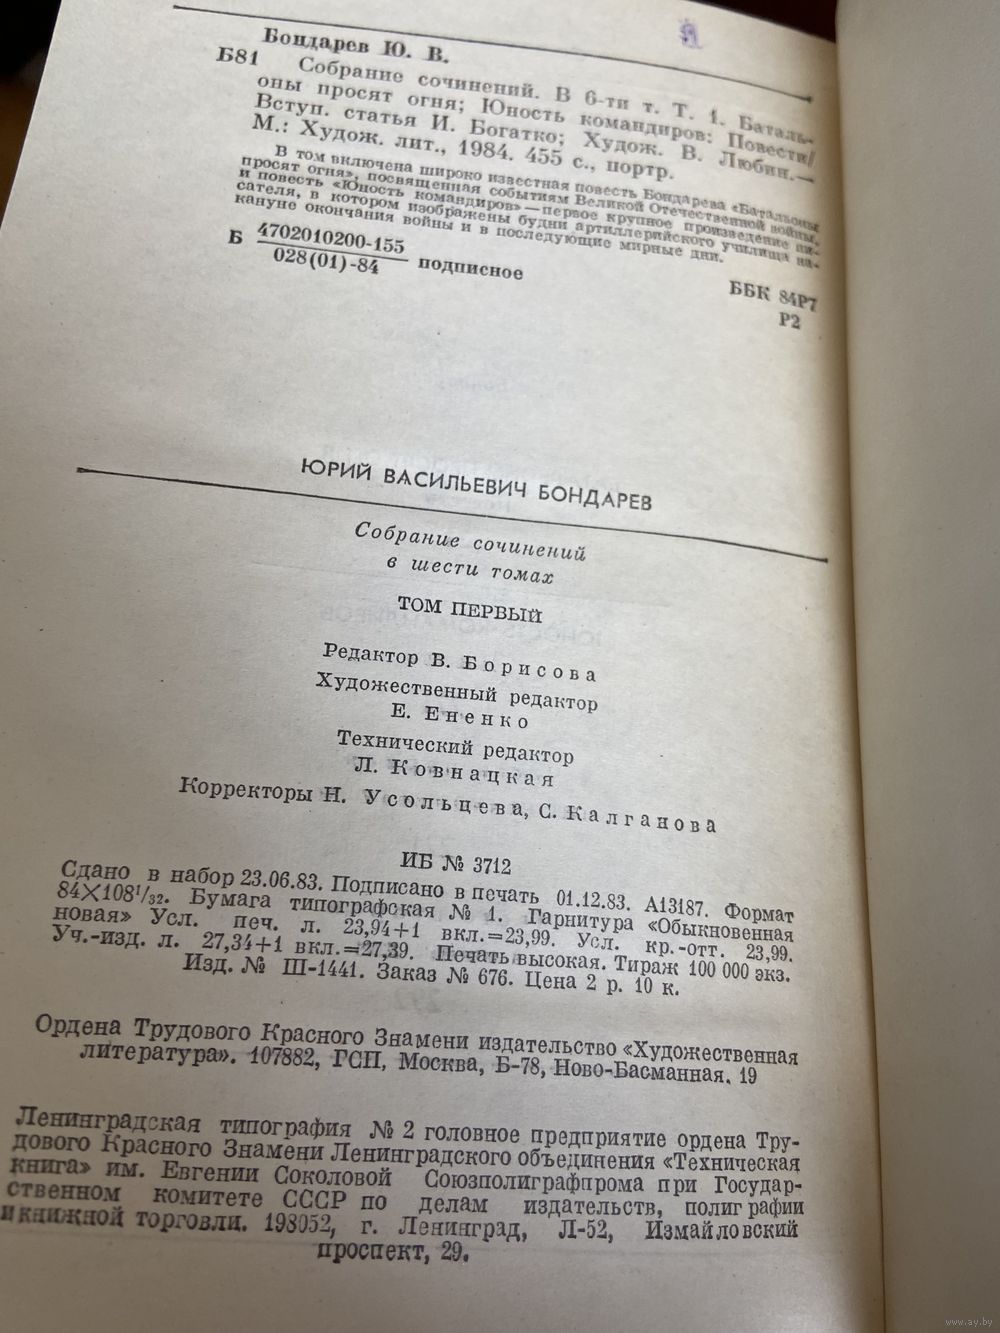 Бондарев Ю. В.
Б81 Собрание сочинений. В 6-ти т. Т. 1. Баталь-
оны просят огня; Юность командиров: Повести/
Вступ. статья И. Богатко; Худож. В. Любин.—
М.: Худож. лит., 1984. 455 с., портр.
В том включена широко известная повесть Бондарева «Батальоны
просят огня», посвященная событиям Великой Отечественной войны,
и повесть «Юность командиров» — первое крупное произведение пи-
сателя, в котором изображены будни артиллерийского училища на-
кануне окончания войны и в последующие мирные дни.
Б 4702010200-155
028(01)-84 подписное
ББК 84Р7
Р2
ЮРИЙ ВАСИЛЬЕВИЧ БОНДАРЕВ
Собрание сочинений
в шести томах
ТОМ ПЕРВЫЙ
Редактор В. Борисова
Художественный редактор
Е. Ененко
Технический редактор
Л. Ковнацкая
Корректоры Н. Усольцева, С. Калганова
ИБ № 3712
Сдано в набор 23.06.83. Подписано в печать 01.12.83. А13187. Формат
84×108¹/₃₂. Бумага типографская № 1. Гарнитура «Обыкновенная
новая» Усл. печ. л. 23,94+1 вкл.=23,99. Усл. кр.-отт. 23,99.
Уч.-изд. л. 27,34+1 вкл.=27,39. Печать высокая. Тираж 100 000 экз.
Изд. № Ш-1441. Заказ № 676. Цена 2 р. 10 к.
Ордена Трудового Красного Знамени издательство «Художественная
литература». 107882, ГСП, Москва, Б-78, Ново-Басманная, 19
Ленинградская типография № 2 головное предприятие ордена Тру-
дового Красного Знамени Ленинградского объединения «Техническая
книга» им. Евгении Соколовой Союзполиграфпрома при Государ-
ственном комитете СССР по делам издательств, полиграфии
и книжной торговли. 198052, г. Ленинград, Л-52, Измайловский
проспект, 29.
www.ay.by